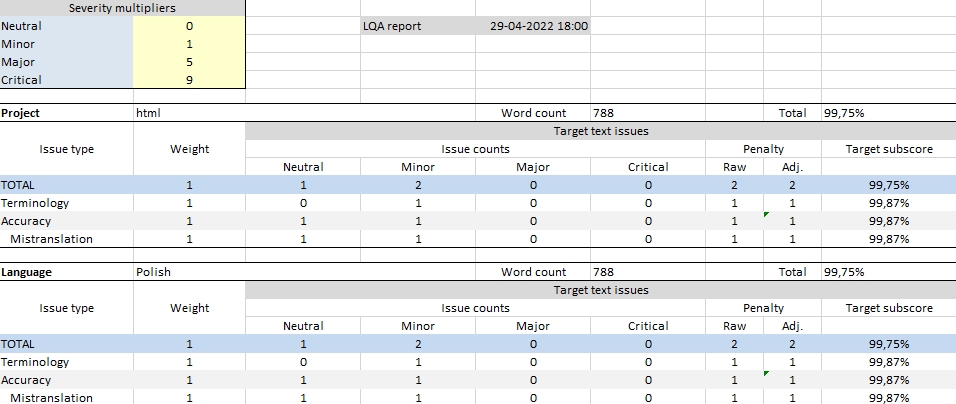 Severity multipliers
Neutral 0 LQA report 29-04-2022 18:00
Minor 1
Major 5
Critical 9
Project html Word count 788 Total 99,75%
Target text issues
Issue type Weight Issue counts Penalty Target subscore
Neutral Minor Major Critical Raw Adj.
TOTAL 1 1 2 0 0 2 2 99,75%
Terminology 1 0 1 0 0 1 1 99,87%
Accuracy 1 1 1 0 0 1 1 99,87%
Mistranslation 1 1 1 0 0 1 1 99,87%
Language Polish Word count 788 Total 99,75%
Target text issues
Issue type Weight Issue counts Penalty Target subscore
Neutral Minor Major Critical Raw Adj.
TOTAL 1 1 2 0 0 2 2 99,75%
Terminology 1 0 1 0 0 1 1 99,87%
Accuracy 1 1 1 0 0 1 1 99,87%
Mistranslation 1 1 1 0 0 1 1 99,87%